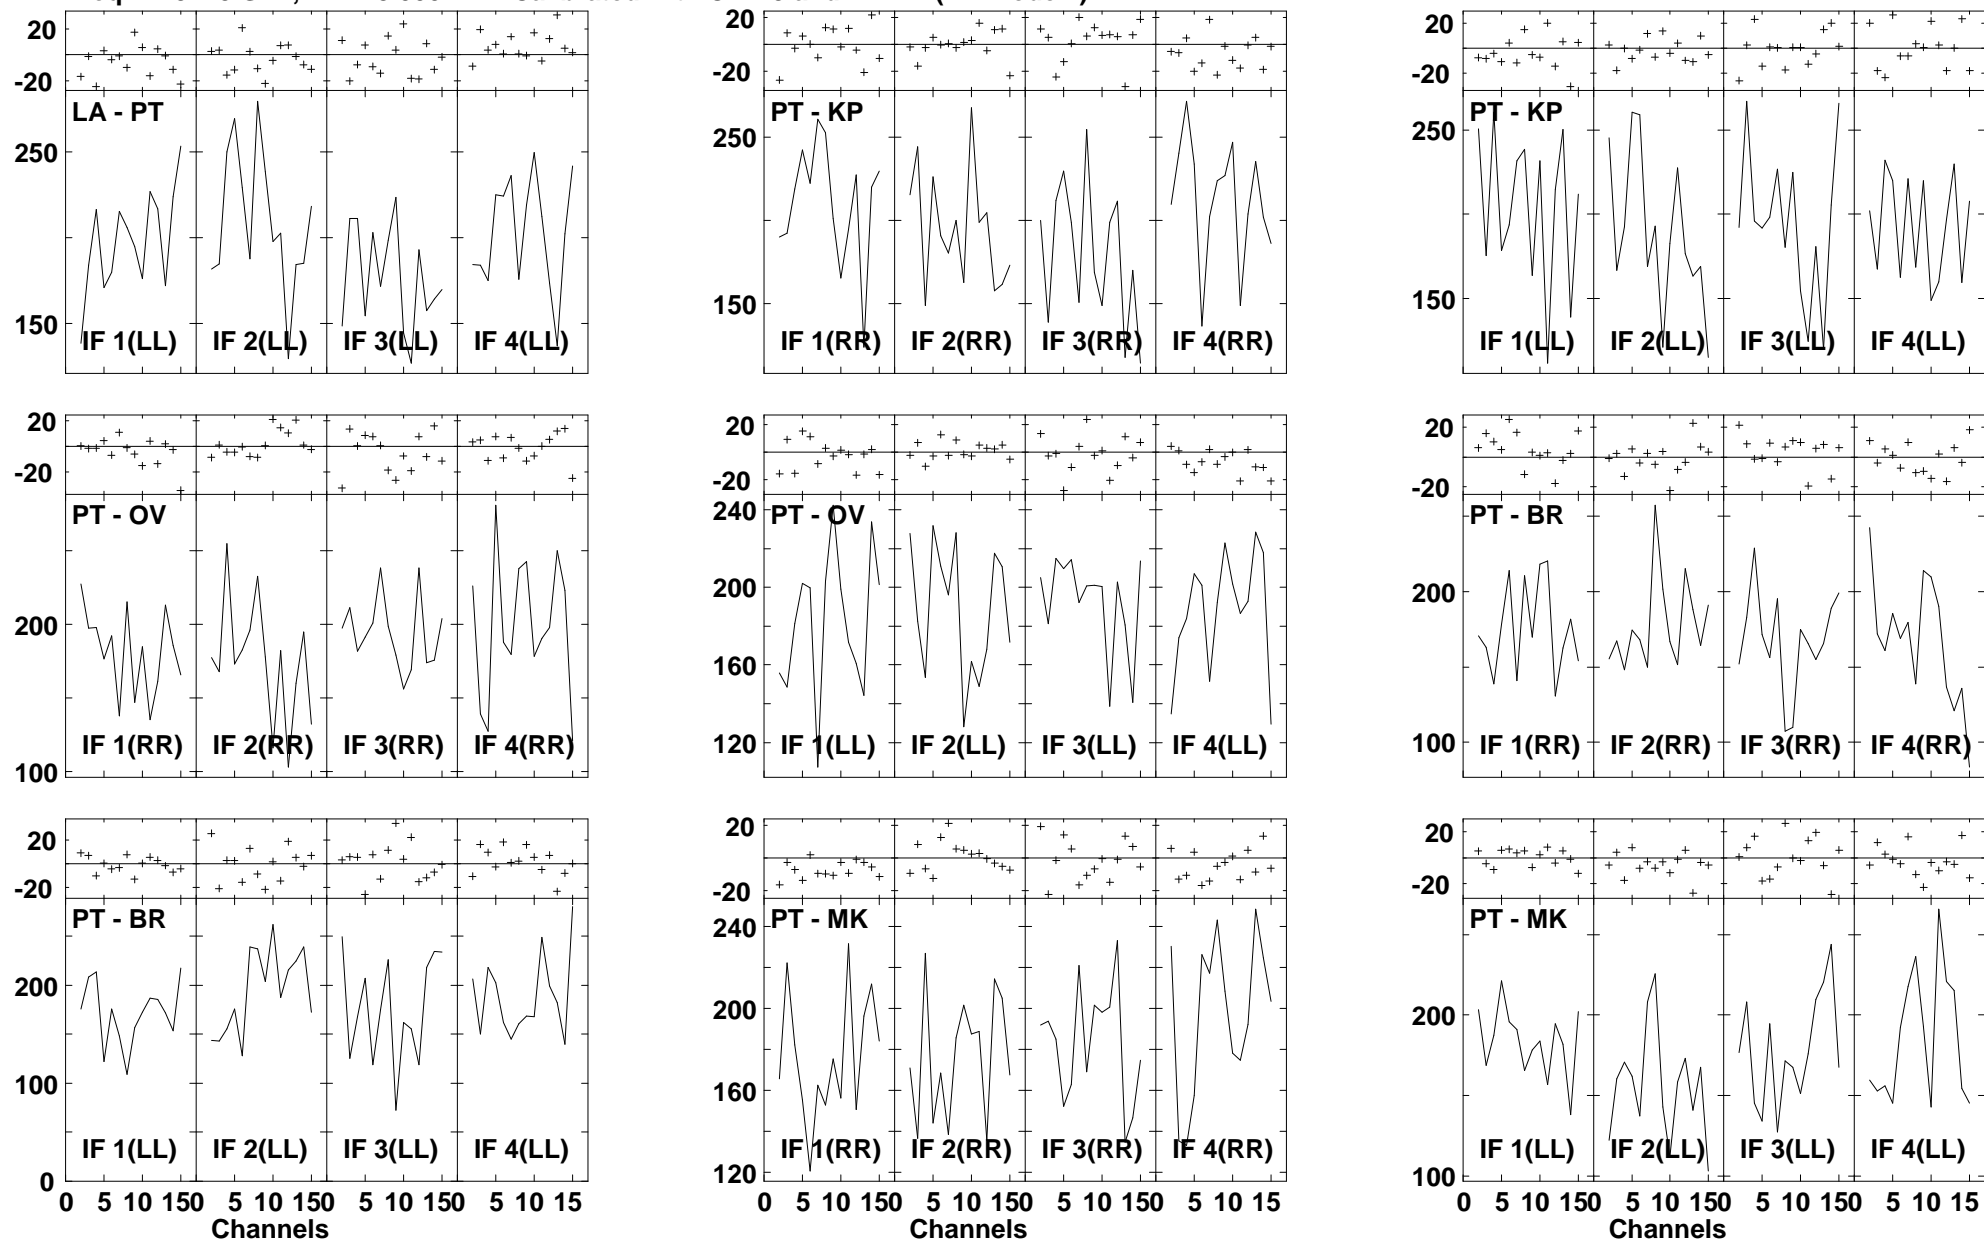 20
-20
LA - PT
250
150
IF 1(LL) IF 2(LL) IF 3(LL) IF 4(LL)
20
-20
PT - KP
250
150
IF 1(RR) IF 2(RR) IF 3(RR) IF 4(RR)
20
-20
PT - KP
250
150
IF 1(LL) IF 2(LL) IF 3(LL) IF 4(LL)
20
-20
PT - OV
200
100
IF 1(RR) IF 2(RR) IF 3(RR) IF 4(RR)
20
-20
PT - OV
240
200
160
120
IF 1(LL) IF 2(LL) IF 3(LL) IF 4(LL)
20
-20
PT - BR
200
100
IF 1(RR) IF 2(RR) IF 3(RR) IF 4(RR)
20
-20
PT - BR
200
100
0
IF 1(LL) IF 2(LL) IF 3(LL) IF 4(LL)
0 5 10 150 5 10 150 5 10 150 5 10 15
Channels
20
-20
PT - MK
240
200
160
120
IF 1(RR) IF 2(RR) IF 3(RR) IF 4(RR)
0 5 10 150 5 10 150 5 10 150 5 10 15
Channels
20
-20
PT - MK
200
100
IF 1(LL) IF 2(LL) IF 3(LL) IF 4(LL)
0 5 10 150 5 10 150 5 10 150 5 10 15
Channels